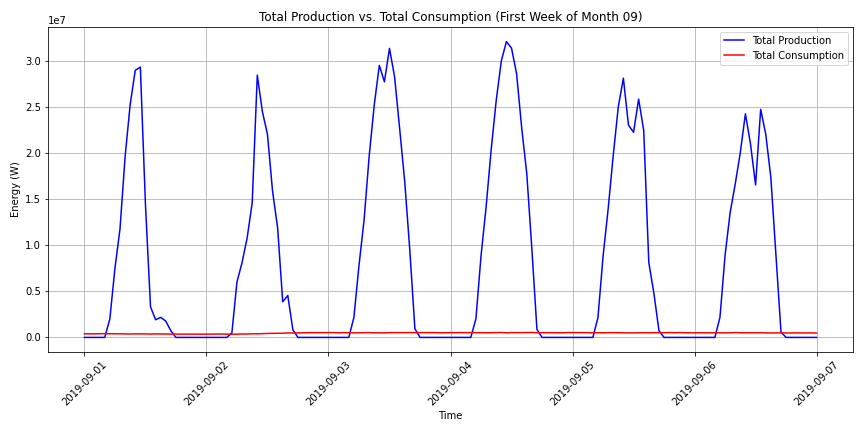 Total Production vs. Total Consumption (First Week of Month 09)
1e7
Total Production
Total Consumption
3.0
2.5
2.0
1.5
1.0
0.5
0.0
Energy (W)
2019-09-01
2019-09-02
2019-09-03
2019-09-04
2019-09-05
2019-09-06
2019-09-07
Time